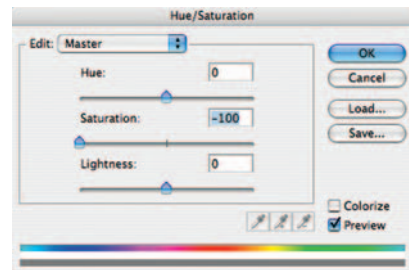 Hue/Saturation
Edit: Master
OK
Hue: 0
Cancel
Saturation: -100
Load...
Save...
Lightness: 0
Colorize
Preview